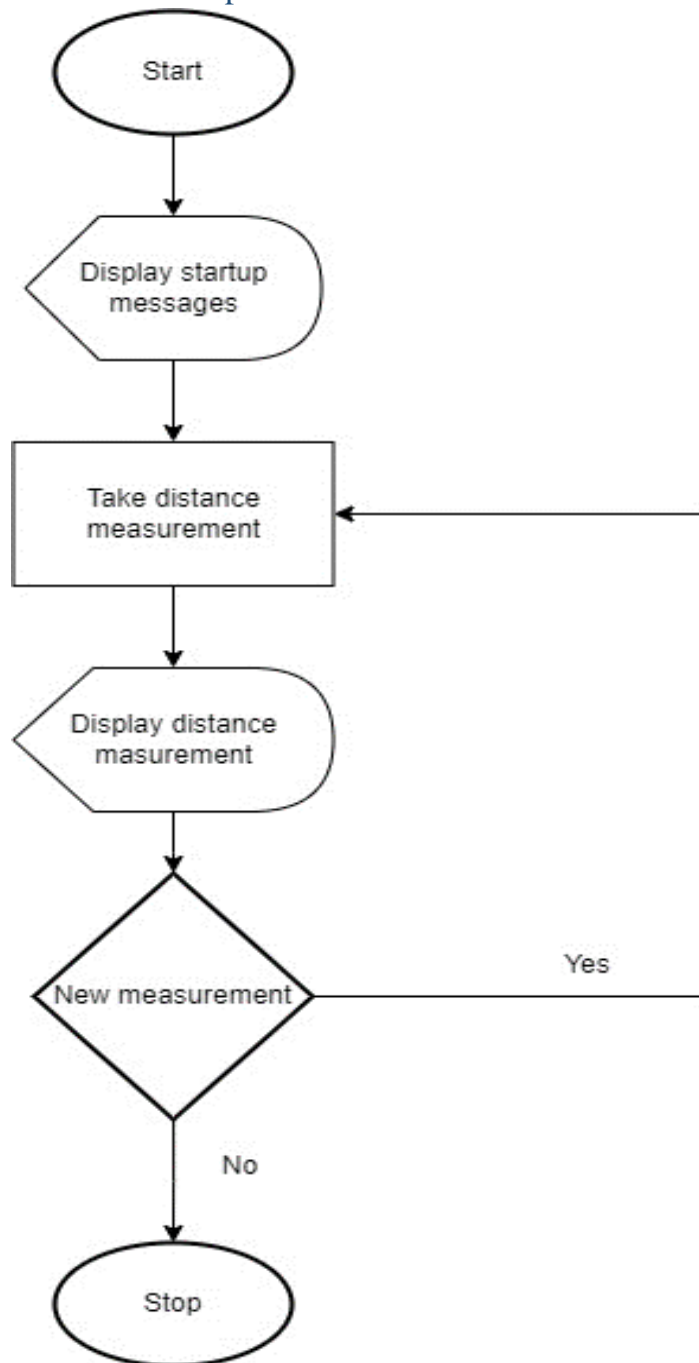 Start
Display startup
messages
Take distance
measurement
Display distance
masurement
Yes
New measurement
No
Stop